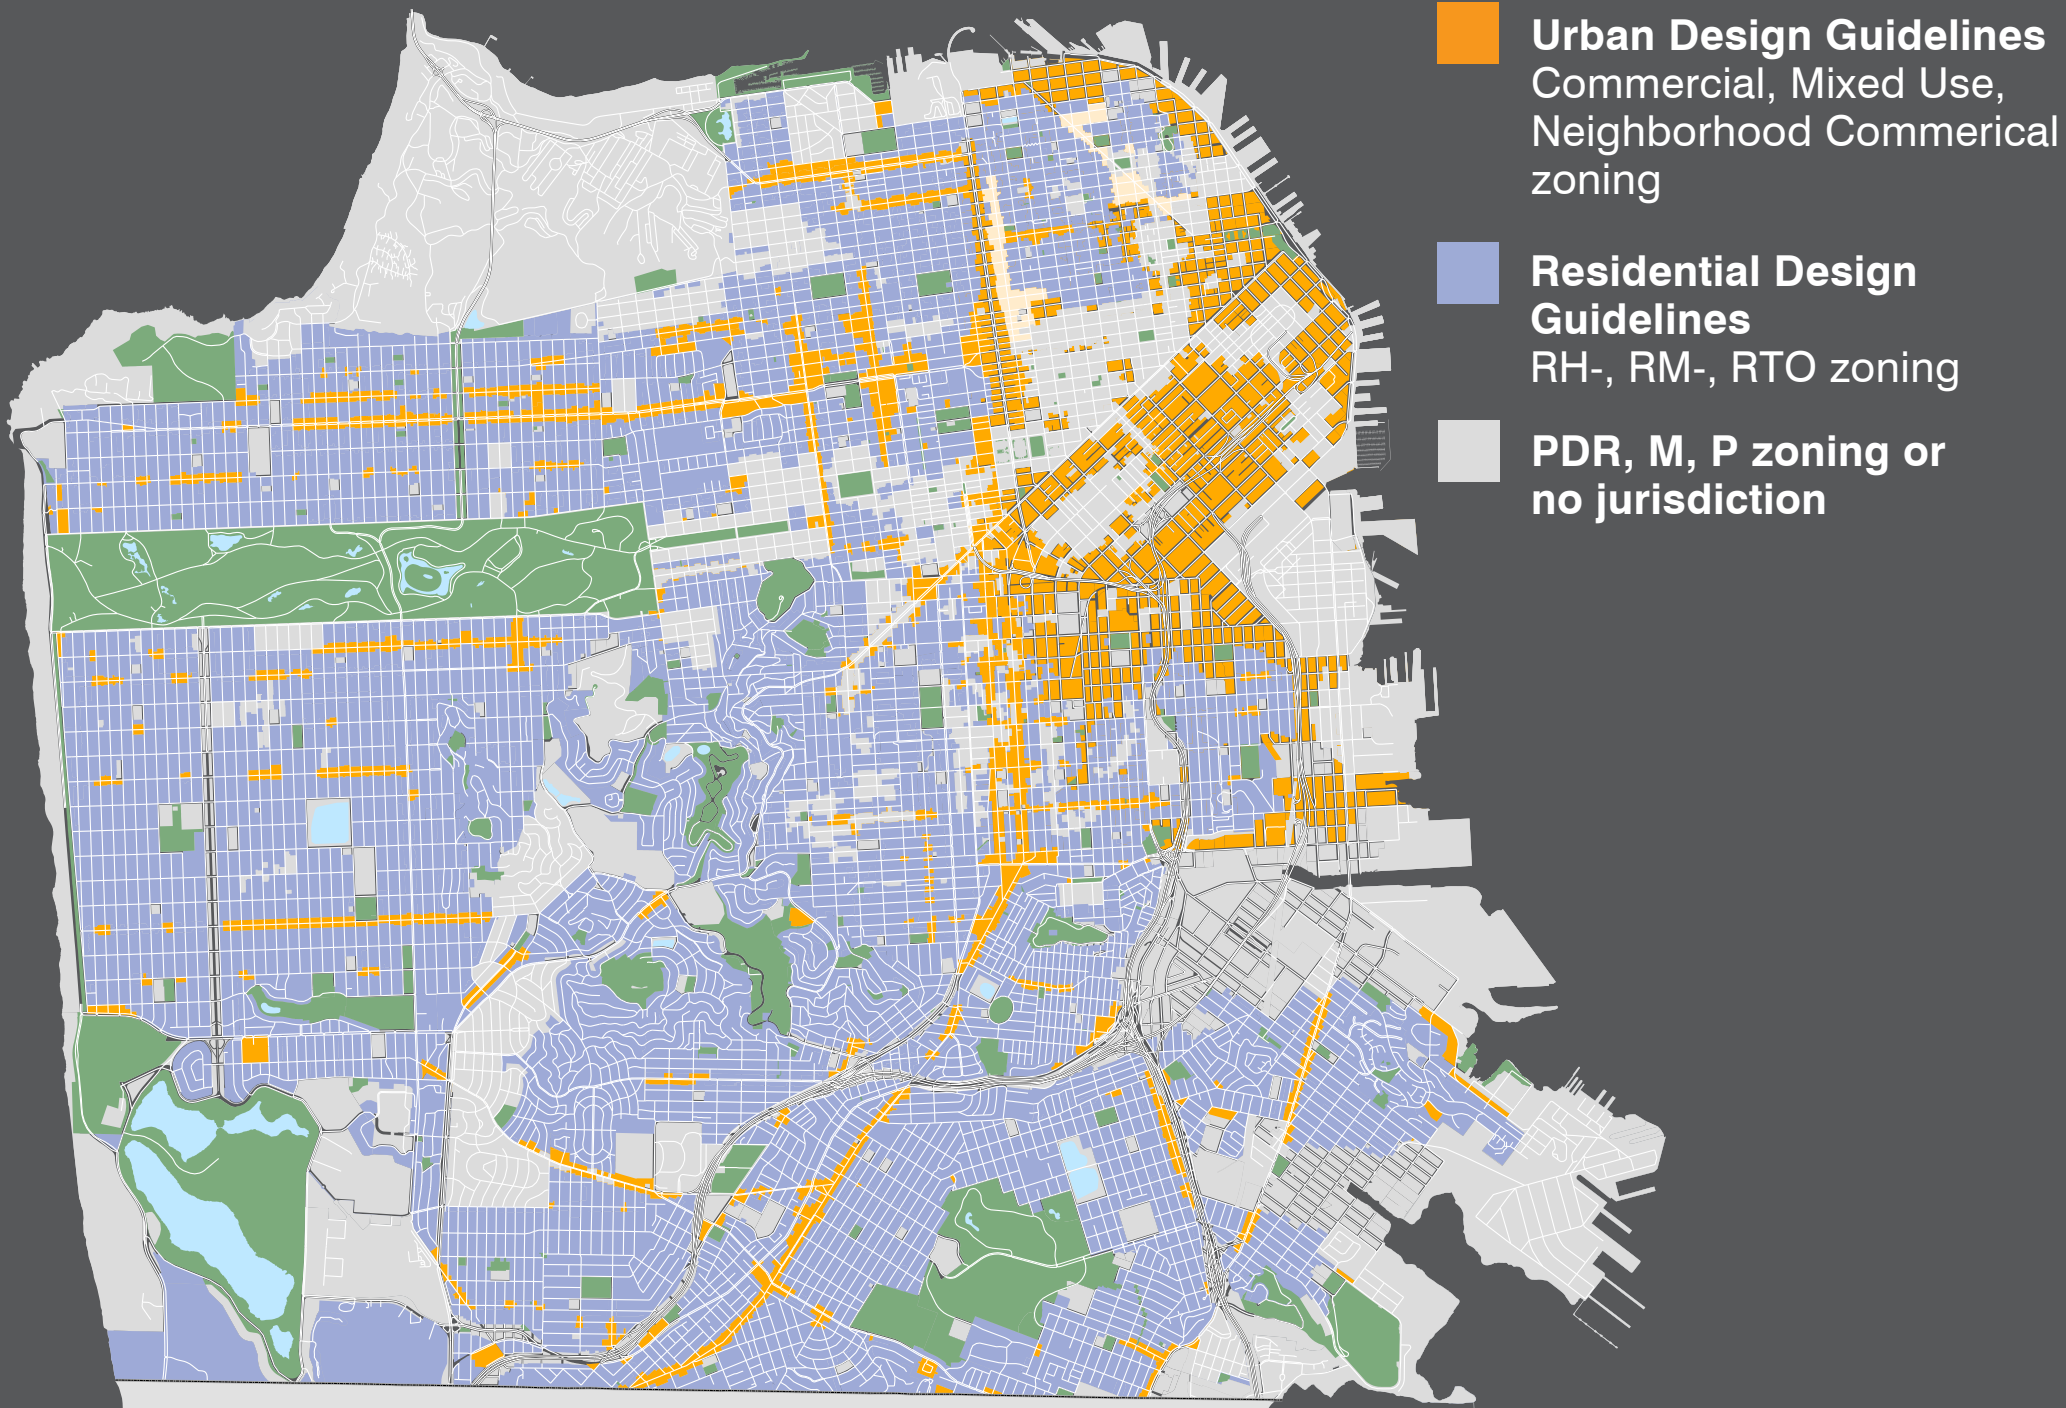 Urban Design Guidelines
Commercial, Mixed Use,
Neighborhood Commerical
zoning
Residential Design
Guidelines
RH-, RM-, RTO zoning
PDR, M, P zoning or
no jurisdiction